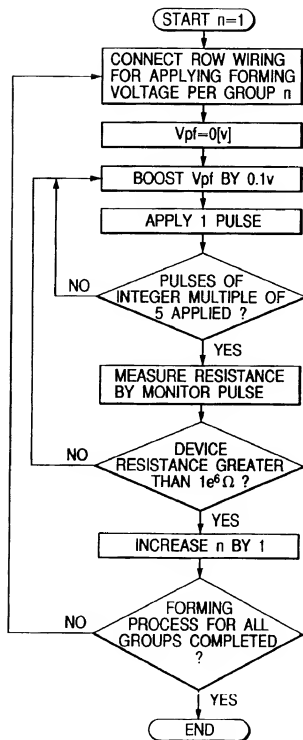 START n=1
CONNECT ROW WIRING
FOR APPLYING FORMING
VOLTAGE PER GROUP n
Vpf=0[v]
BOOST Vpf BY 0.1v
APPLY 1 PULSE
NO
PULSES OF
INTEGER MULTIPLE OF
5 APPLIED ?
YES
MEASURE RESISTANCE
BY MONITOR PULSE
NO
DEVICE
RESISTANCE GREATER
THAN 1e⁶Ω ?
YES
INCREASE n BY 1
NO
FORMING
PROCESS FOR ALL
GROUPS COMPLETED
?
YES
END